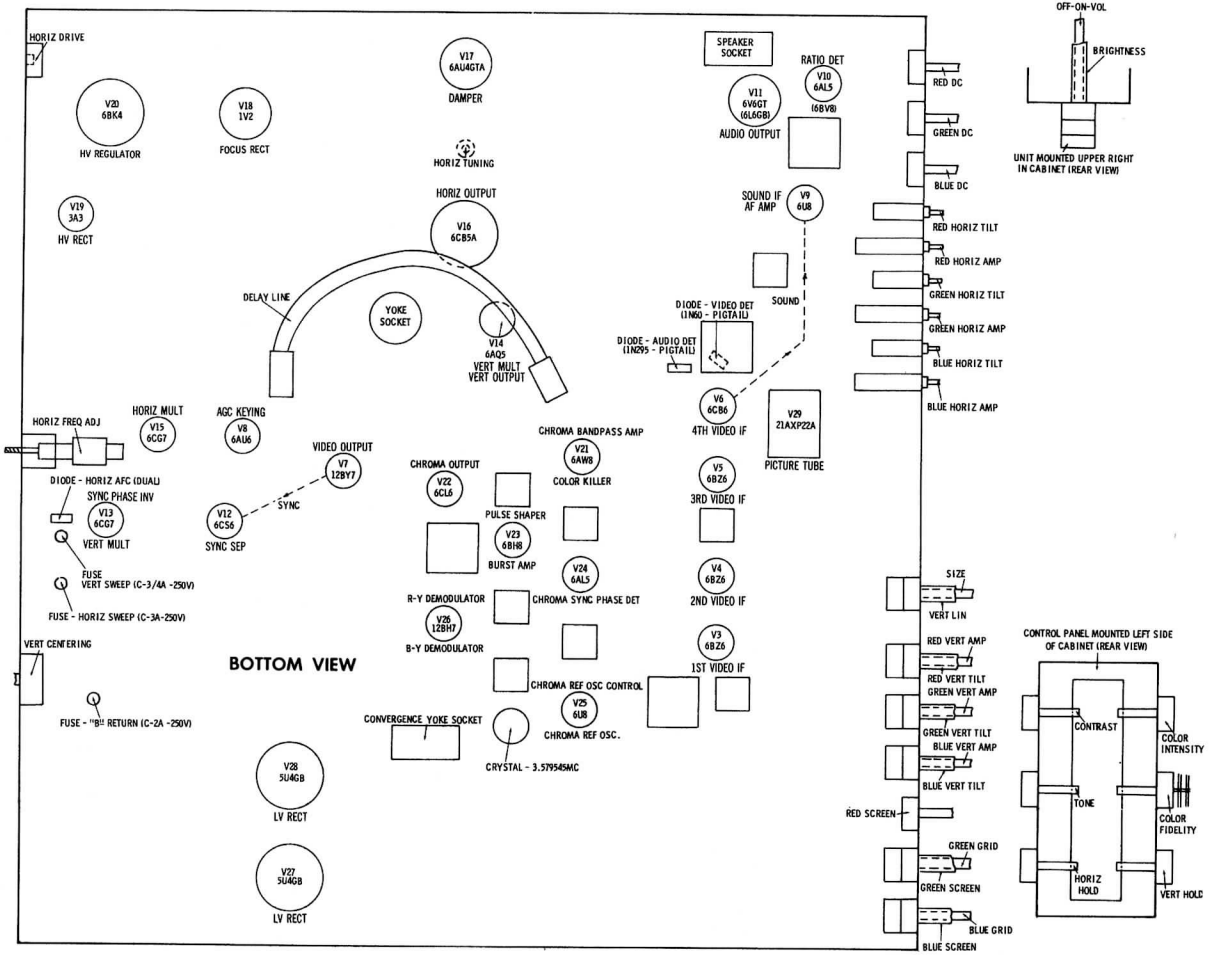 HORIZ DRIVE
V20
6BK4
HV REGULATOR
V18
1V2
FOCUS RECT
V17
6AU4GTA
DAMPER
SPEAKER
SOCKET
RATIO DET
V10
6AL5
(6BV8)
V11
6V6GT
(6L6GB)
AUDIO OUTPUT
RED DC
GREEN DC
BLUE DC
OFF-ON-VOL
BRIGHTNESS
UNIT MOUNTED UPPER RIGHT
IN CABINET (REAR VIEW)
HORIZ TUNING
V19
3A3
HV RECT
HORIZ OUTPUT
V16
6CB5A
SOUND IF
AF AMP
V9
6U8
RED HORIZ TILT
RED HORIZ AMP
GREEN HORIZ TILT
GREEN HORIZ AMP
BLUE HORIZ TILT
BLUE HORIZ AMP
DELAY LINE
YOKE
SOCKET
V14
6AQ5
VERT MULT
VERT OUTPUT
SOUND
DIODE - VIDEO DET
(1N60 - PIGTAIL)
DIODE - AUDIO DET
(1N295 - PIGTAIL)
V6
6CB6
4TH VIDEO IF
V29
21AXP22A
PICTURE TUBE
HORIZ FREQ ADJ
HORIZ MULT
V15
6CG7
AGC KEYING
V8
6AU6
VIDEO OUTPUT
V7
12BY7
CHROMA BANDPASS AMP
V21
6AW8
COLOR KILLER
CHROMA OUTPUT
V22
6CL6
V5
6BZ6
3RD VIDEO IF
DIODE - HORIZ AFC (DUAL)
SYNC PHASE INV
V13
6CG7
VERT MULT
V12
6CS6
SYNC SEP
SYNC
PULSE SHAPER
V23
6BH8
BURST AMP
FUSE
VERT SWEEP (C-3/4A -250V)
FUSE - HORIZ SWEEP (C-3A-250V)
V24
6AL5
CHROMA SYNC PHASE DET
V4
6BZ6
2ND VIDEO IF
R-Y DEMODULATOR
V26
12BH7
B-Y DEMODULATOR
V3
6BZ6
1ST VIDEO IF
SIZE
VERT LIN
VERT CENTERING
BOTTOM VIEW
FUSE - "B" RETURN (C-2A -250V)
CHROMA REF OSC CONTROL
V25
6U8
CHROMA REF OSC.
CONVERGENCE YOKE SOCKET
CRYSTAL - 3.579545MC
RED VERT AMP
RED VERT TILT
GREEN VERT AMP
GREEN VERT TILT
BLUE VERT AMP
BLUE VERT TILT
RED SCREEN
GREEN GRID
GREEN SCREEN
BLUE GRID
BLUE SCREEN
V28
5U4GB
LV RECT
V27
5U4GB
LV RECT
CONTROL PANEL MOUNTED LEFT SIDE
OF CABINET (REAR VIEW)
CONTRAST
COLOR
INTENSITY
TONE
COLOR
FIDELITY
HORIZ
HOLD
VERT HOLD